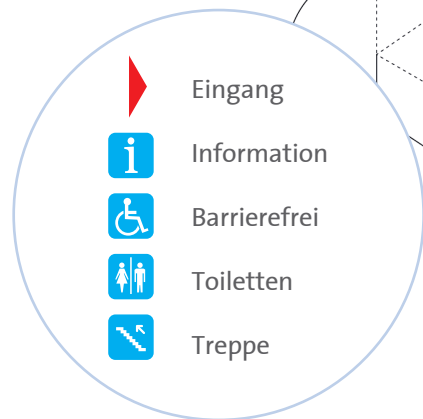 Eingang
i Information
Barrierefrei
Toiletten
Treppe